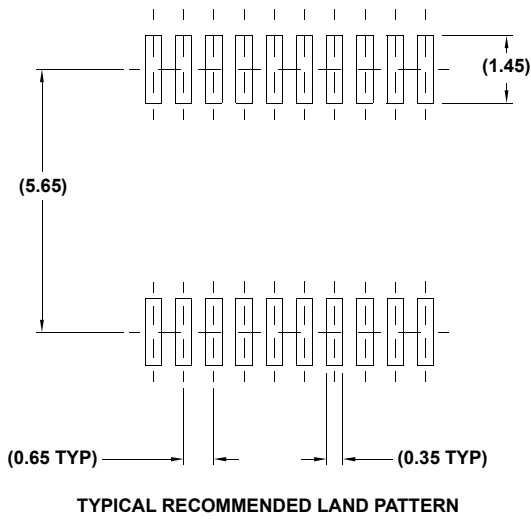 (1.45)
(5.65)
(0.65 TYP)
(0.35 TYP)
TYPICAL RECOMMENDED LAND PATTERN